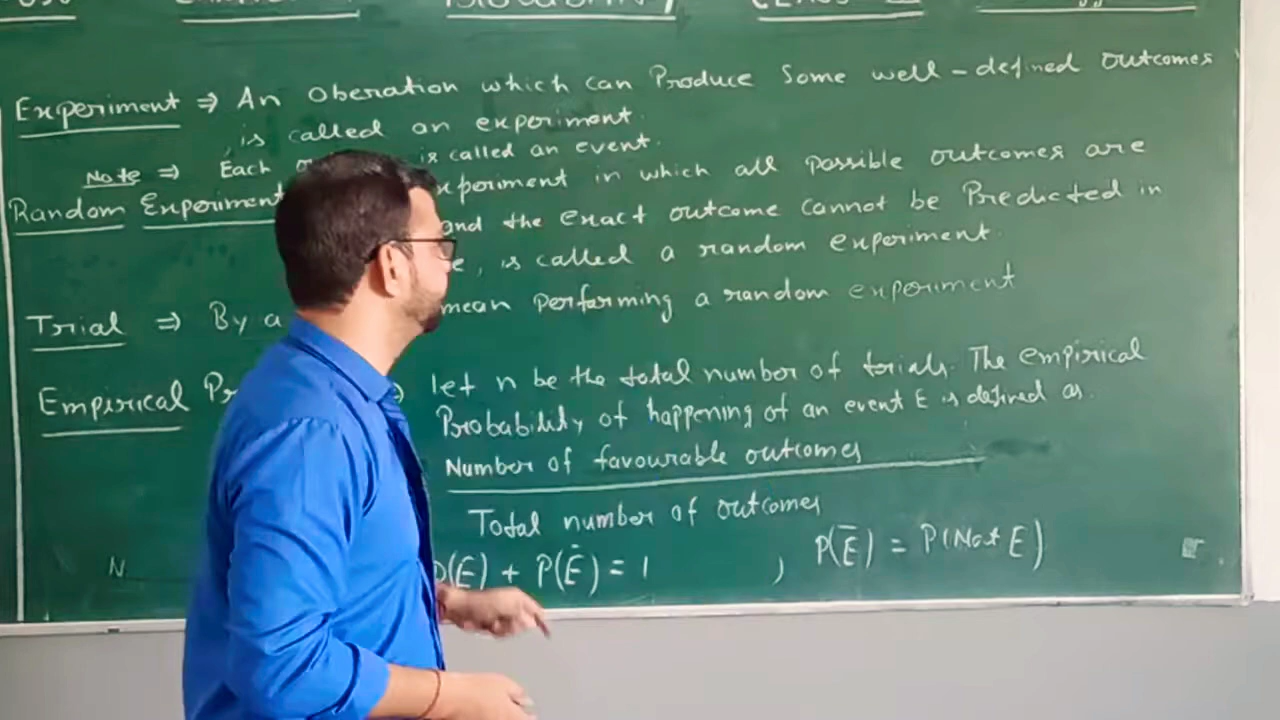 Experiment ⇒ An Oberation which can Produce Some well-defined outcomes
is called an experiment.
Note ⇒ Each is called an event.
Random Experiment xperiment in which all possible outcomes are
and the exact outcome cannot be Predicted in
e, is called a random experiment.
Trial ⇒ By a mean performing a random experiment
Empirical Pr let n be the total number of trials. The empirical
Probability of happening of an event E is defined as.
Number of favourable outcomes
Total number of outcomes
N P(E) + P(Ē) = 1 , P(Ē) = P(Not E)